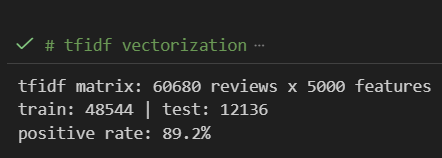 # tfidf vectorization ...
tfidf matrix: 60680 reviews x 5000 features
train: 48544 | test: 12136
positive rate: 89.2%